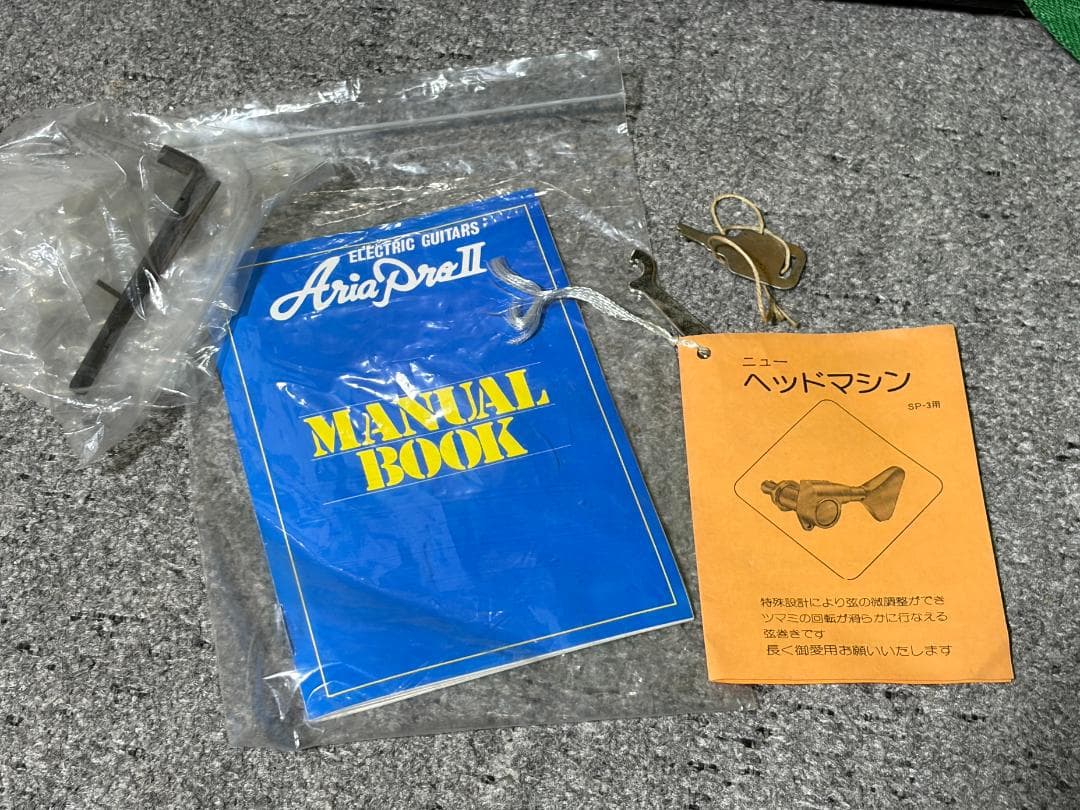 ELECTRIC GUITARS
Aria Pro II
MANUAL
BOOK
ニュー
ヘッドマシン
SP-3用
特殊設計により弦の微調整ができ
ツマミの回転が滑らかに行なえる
弦巻きです
長く御愛用お願いいたします